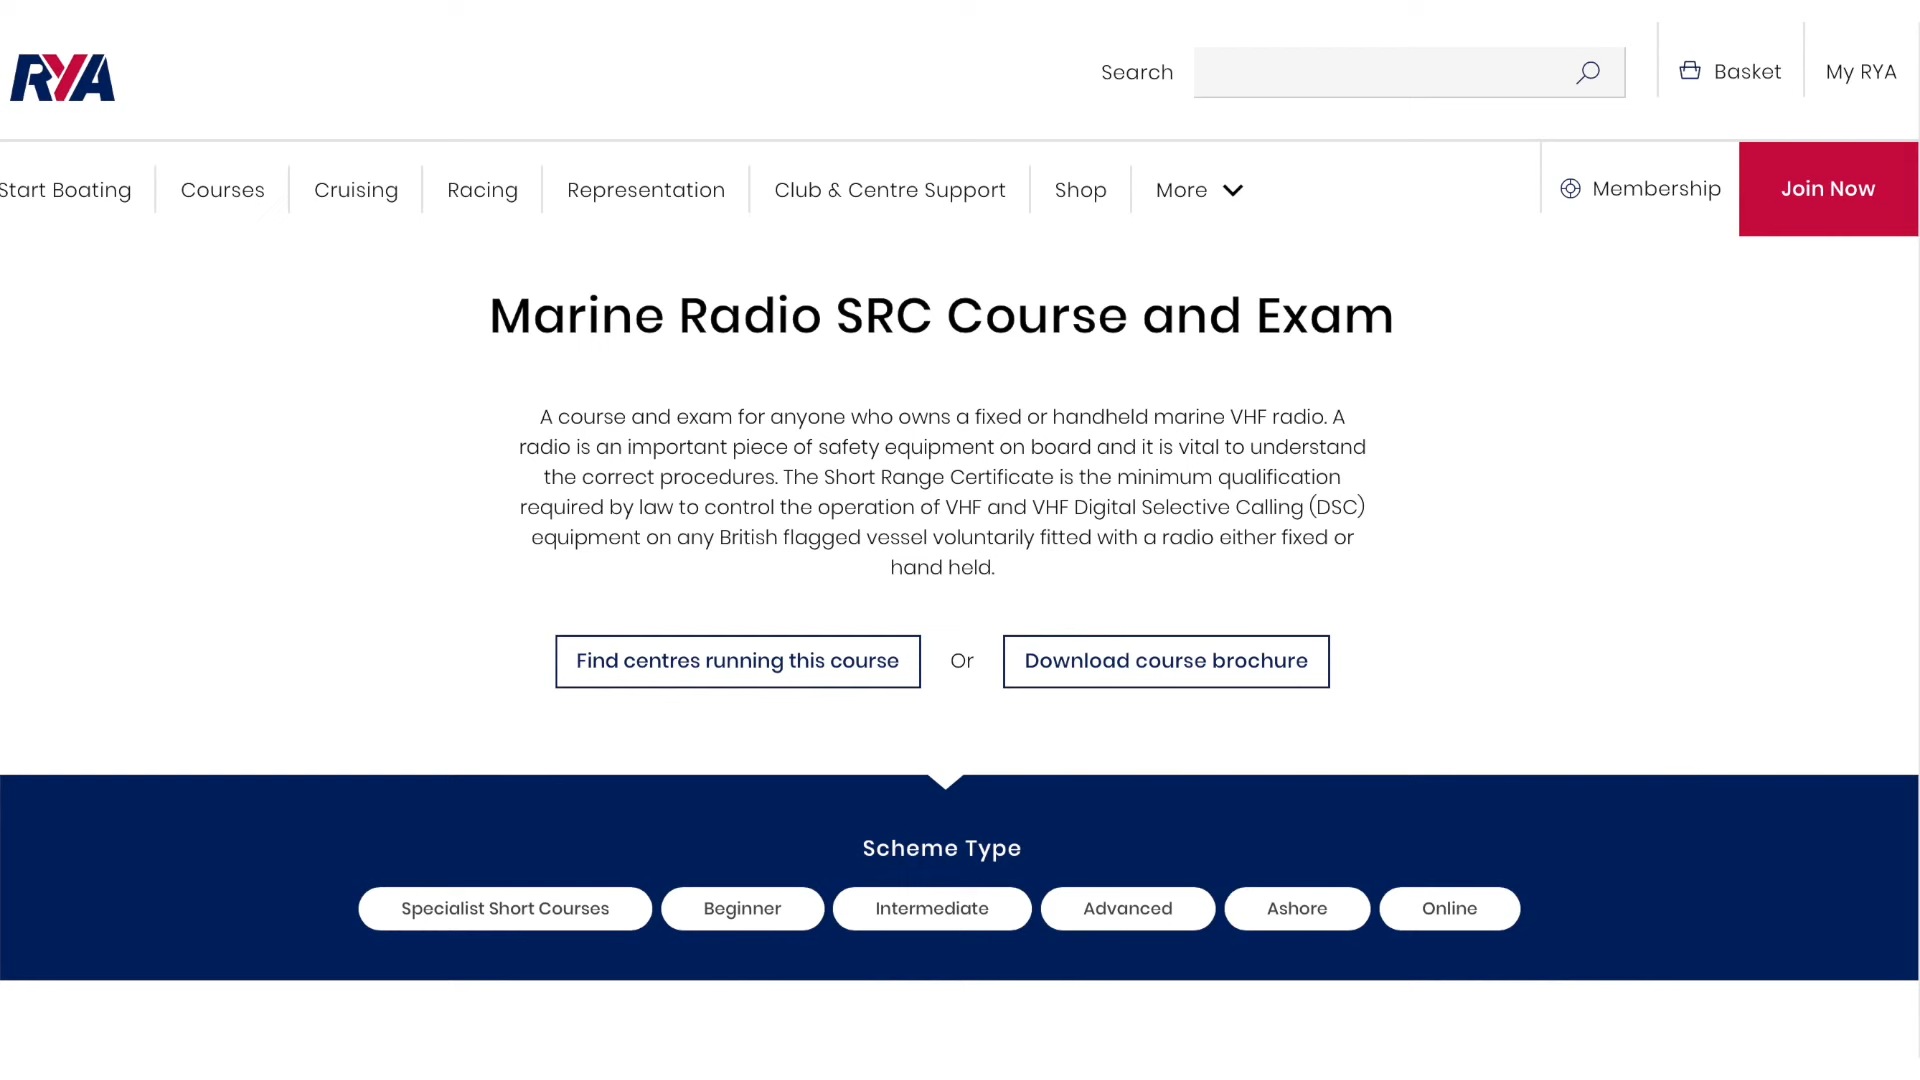 RYA
Search
Basket
My RYA
Start Boating
Courses
Cruising
Racing
Representation
Club & Centre Support
Shop
More
Membership
Join Now
Marine Radio SRC Course and Exam
A course and exam for anyone who owns a fixed or handheld marine VHF radio. A
radio is an important piece of safety equipment on board and it is vital to understand
the correct procedures. The Short Range Certificate is the minimum qualification
required by law to control the operation of VHF and VHF Digital Selective Calling (DSC)
equipment on any British flagged vessel voluntarily fitted with a radio either fixed or
hand held.
Find centres running this course
Or
Download course brochure
Scheme Type
Specialist Short Courses
Beginner
Intermediate
Advanced
Ashore
Online